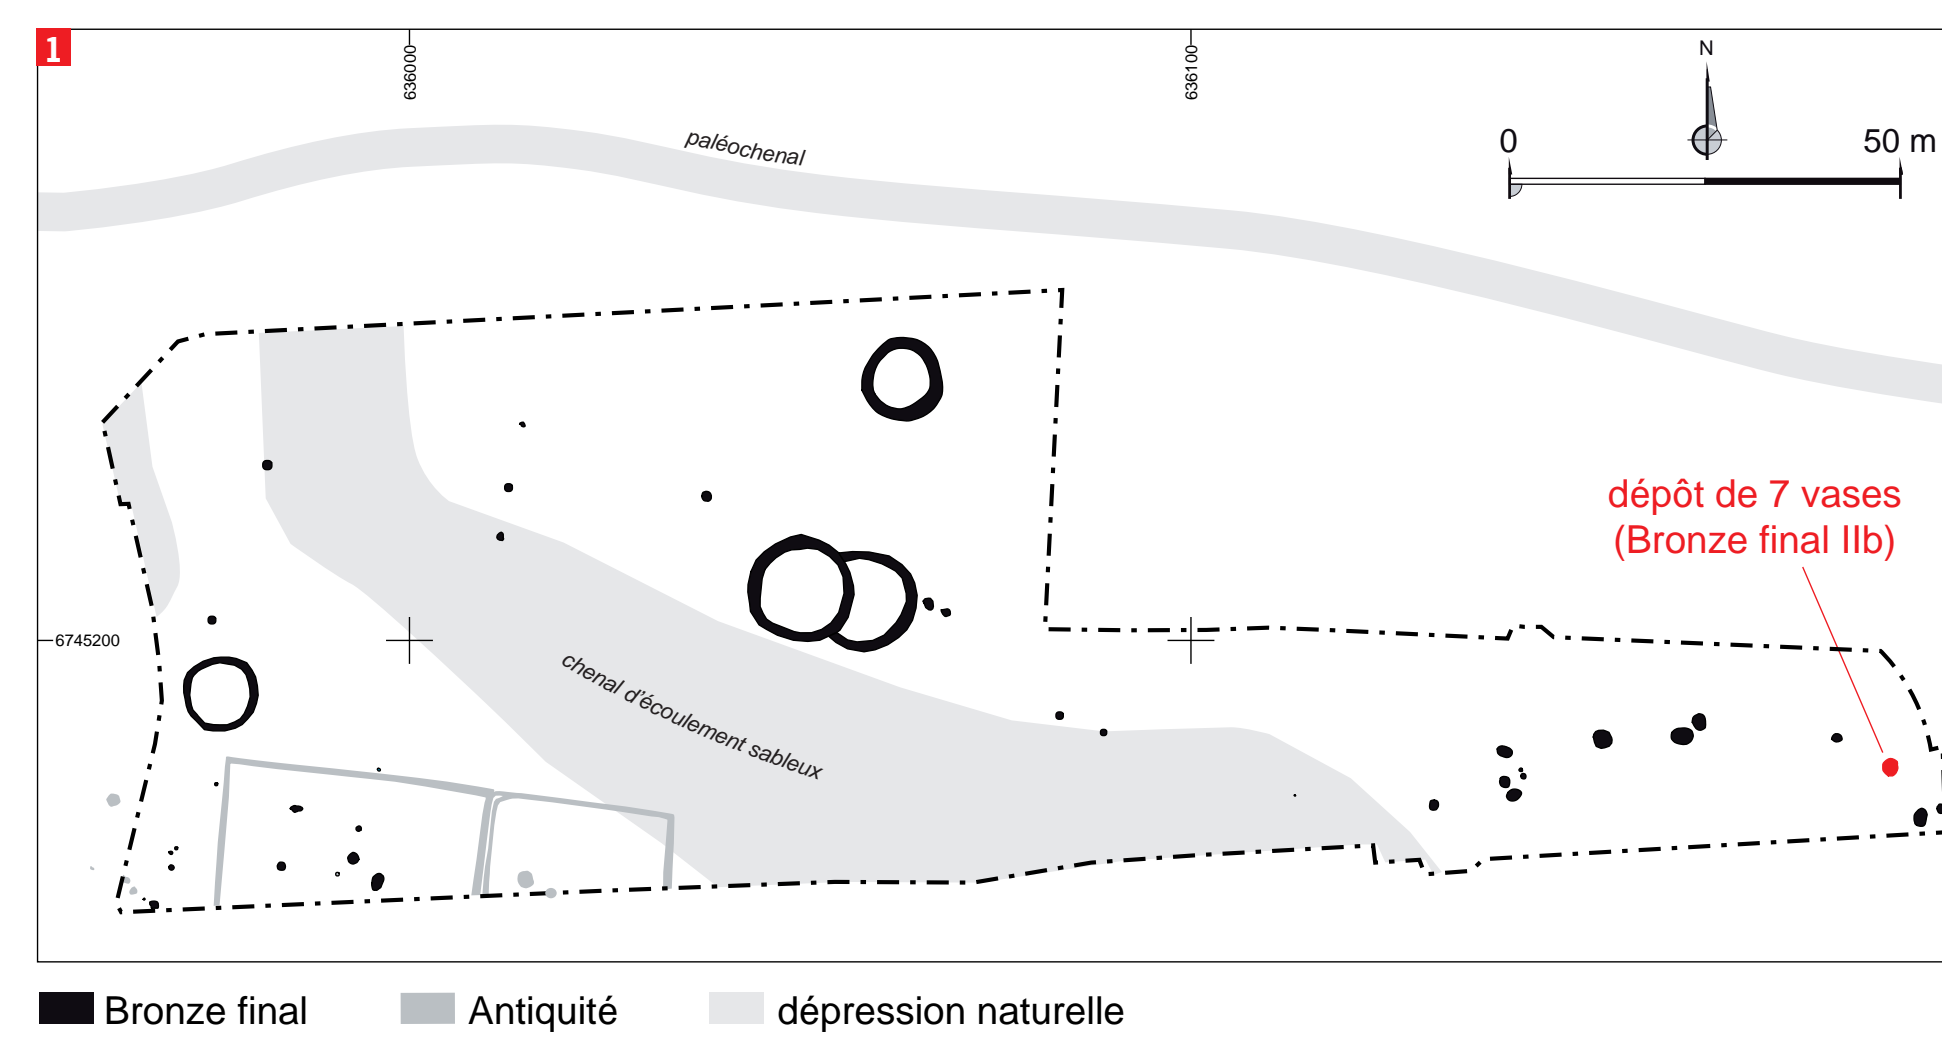 1
636000
636100
N
0
50 m
paléochenal
dépôt de 7 vases
(Bronze final IIb)
6745200
chenal d'écoulement sableux
Bronze final
Antiquité
dépression naturelle